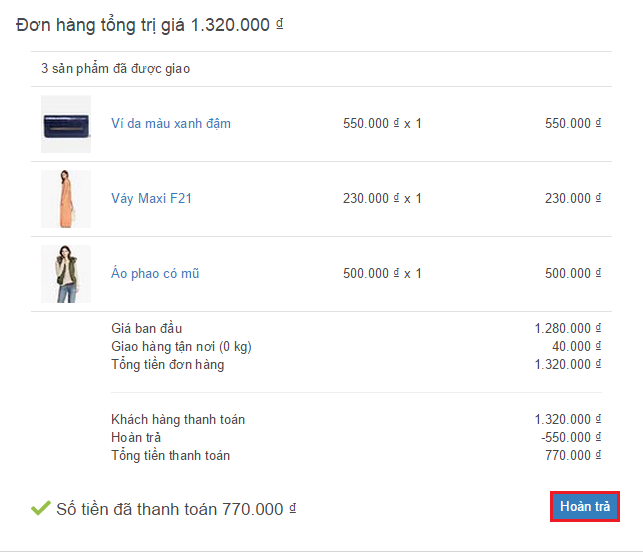 Đơn hàng tổng trị giá 1.320.000 ₫
3 sản phẩm đã được giao
Ví da màu xanh đậm 550.000 ₫ x 1 550.000 ₫
Váy Maxi F21 230.000 ₫ x 1 230.000 ₫
Áo phao có mũ 500.000 ₫ x 1 500.000 ₫
Giá ban đầu 1.280.000 ₫
Giao hàng tận nơi (0 kg) 40.000 ₫
Tổng tiền đơn hàng 1.320.000 ₫
Khách hàng thanh toán 1.320.000 ₫
Hoàn trả -550.000 ₫
Tổng tiền thanh toán 770.000 ₫
Số tiền đã thanh toán 770.000 ₫ Hoàn trả